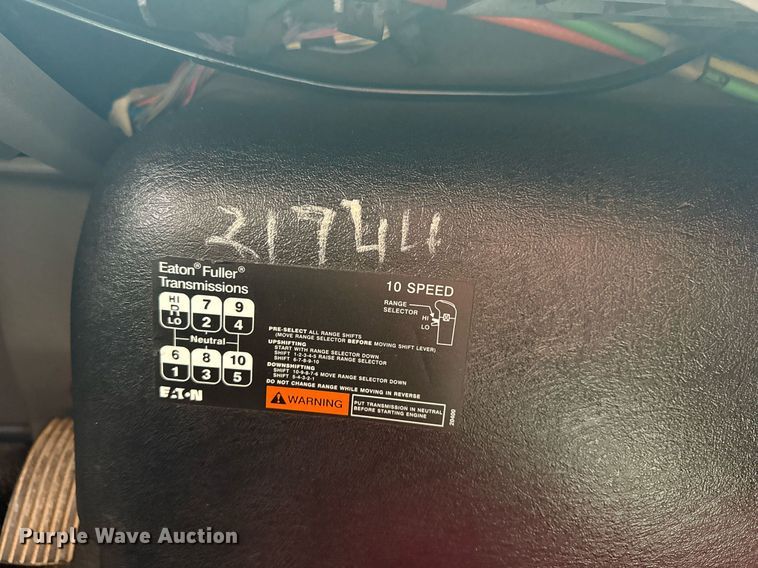 21744
Eaton® Fuller®
Transmissions
10 SPEED
HI
R
LO
7
2
9
4
Neutral
6
1
8
3
10
5
EATON
RANGE
SELECTOR
HI
LO
PRE-SELECT ALL RANGE SHIFTS
(MOVE RANGE SELECTOR BEFORE MOVING SHIFT LEVER)
UPSHIFTING
START WITH RANGE SELECTOR DOWN
SHIFT 1-2-3-4-5 RAISE RANGE SELECTOR
SHIFT 6-7-8-9-10
DOWNSHIFTING
SHIFT 10-9-8-7-6 MOVE RANGE SELECTOR DOWN
SHIFT 5-4-3-2-1
DO NOT CHANGE RANGE WHILE MOVING IN REVERSE
WARNING
PUT TRANSMISSION IN NEUTRAL
BEFORE STARTING ENGINE
20400
Purple Wave Auction